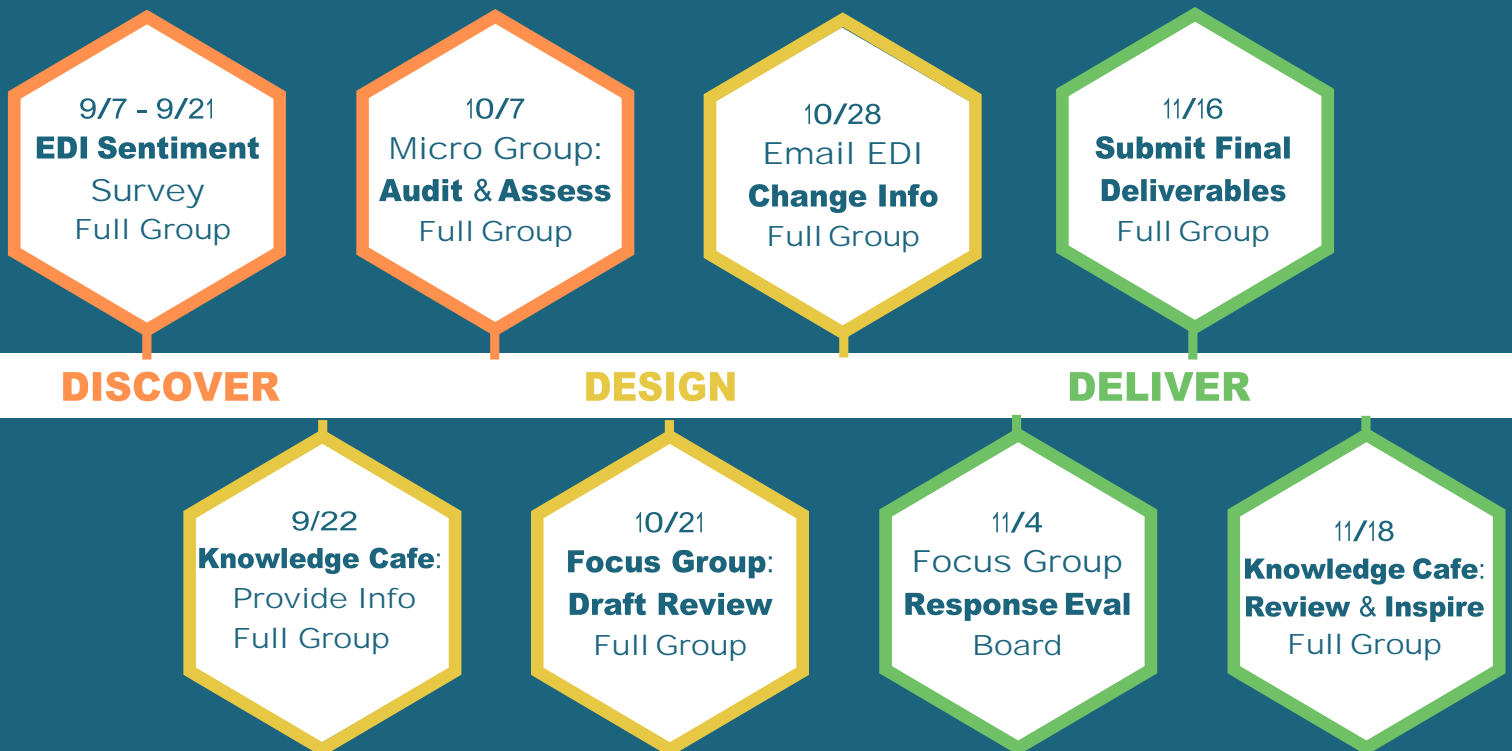 9/7 - 9/21
EDI Sentiment
Survey
Full Group
10/7
Micro Group:
Audit & Assess
Full Group
10/28
Email EDI
Change Info
Full Group
11/16
Submit Final
Deliverables
Full Group
DISCOVER
DESIGN
DELIVER
9/22
Knowledge Cafe:
Provide Info
Full Group
10/21
Focus Group:
Draft Review
Full Group
11/4
Focus Group
Response Eval
Board
11/18
Knowledge Cafe:
Review & Inspire
Full Group